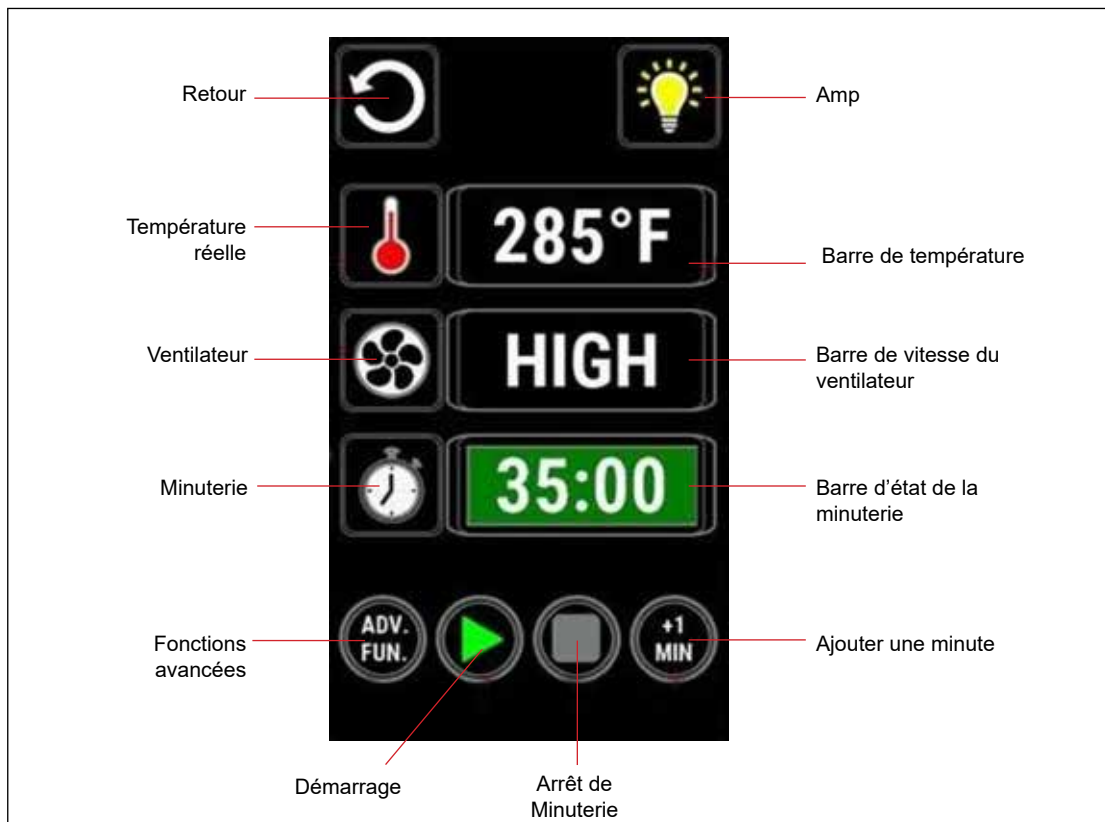 Retour
Amp
Température
réelle
285°F
Barre de température
Ventilateur
HIGH
Barre de vitesse du
ventilateur
Minuterie
35:00
Barre d’état de la
minuterie
Fonctions
avancées
ADV.
FUN.
+1
MIN
Ajouter une minute
Démarrage
Arrêt de
Minuterie